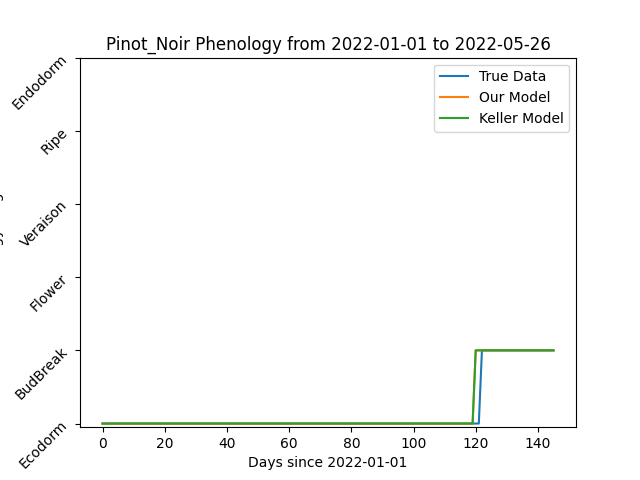 Pinot_Noir Phenology from 2022-01-01 to 2022-05-26
True Data
Our Model
Keller Model
Endodorm
Ripe
Veraison
Flower
BudBreak
Ecodorm
0 20 40 60 80 100 120 140
Days since 2022-01-01